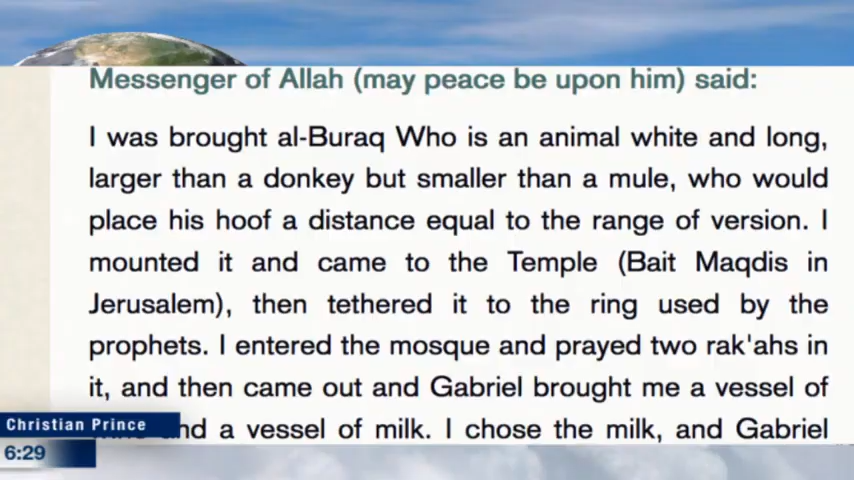 Messenger of Allah (may peace be upon him) said:
I was brought al-Buraq Who is an animal white and long,
larger than a donkey but smaller than a mule, who would
place his hoof a distance equal to the range of version. I
mounted it and came to the Temple (Bait Maqdis in
Jerusalem), then tethered it to the ring used by the
prophets. I entered the mosque and prayed two rak'ahs in
it, and then came out and Gabriel brought me a vessel of
and a vessel of milk. I chose the milk, and Gabriel
Christian Prince
6:29